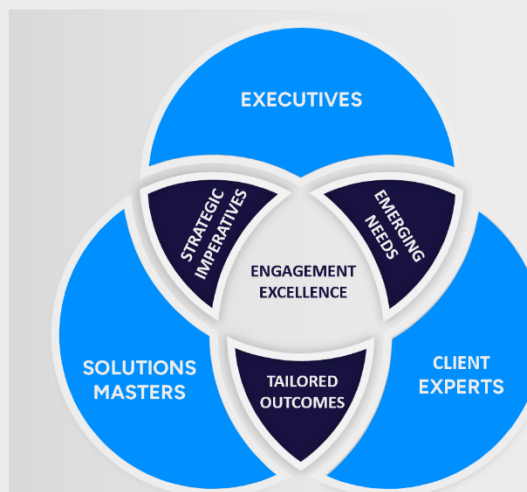 EXECUTIVES
STRATEGIC
IMPERATIVES
EMERGING
NEEDS
ENGAGEMENT
EXCELLENCE
SOLUTIONS
MASTERS
TAILORED
OUTCOMES
CLIENT
EXPERTS